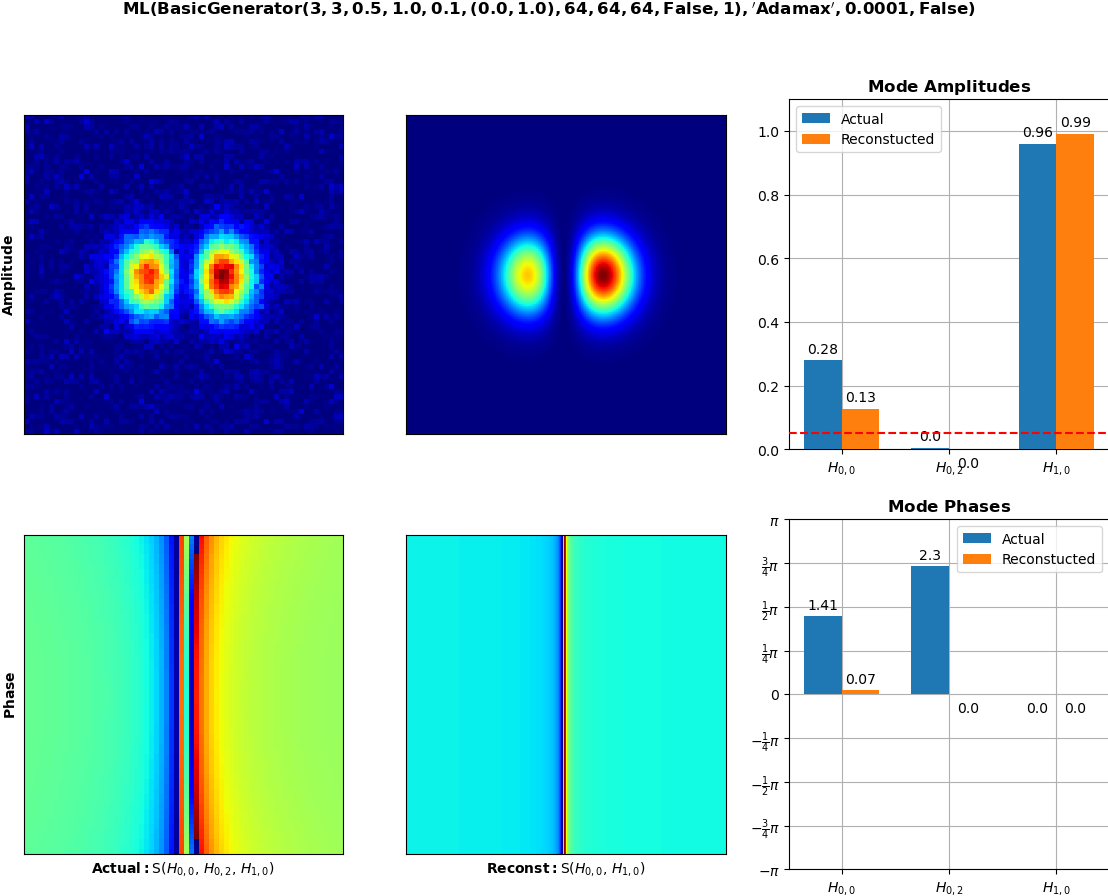 ML(BasicGenerator(3, 3, 0.5, 1.0, 0.1, (0.0, 1.0), 64, 64, 64, False, 1), ′Adamax′, 0.0001, False)
Amplitude
Mode Amplitudes
Actual
Reconstucted
1.0
0.8
0.6
0.4
0.2
0.0
0.28
0.13
0.0
0.0
0.96
0.99
H0,0
H0,2
H1,0
Phase
Actual: S(H0,0, H0,2, H1,0)
Reconst: S(H0,0, H1,0)
Mode Phases
Actual
Reconstucted
π
3/4π
1/2π
1/4π
0
−1/4π
−1/2π
−3/4π
−π
1.41
0.07
2.3
0.0
0.0
0.0
H0,0
H0,2
H1,0